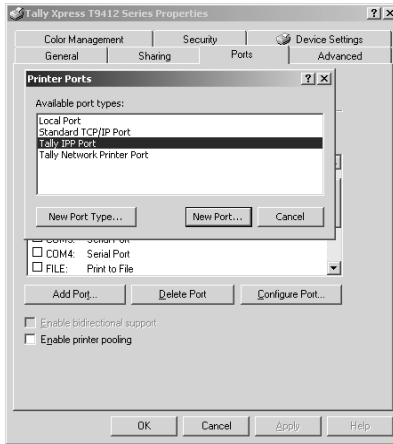 Tally Xpress T9412 Series Properties
Color Management Security Device Settings
General Sharing Ports Advanced
Printer Ports
Available port types:
Local Port
Standard TCP/IP Port
Tally IPP Port
Tally Network Printer Port
New Port Type... New Port... Cancel
COM3: Serial Port
COM4: Serial Port
FILE: Print to File
Add Port... Delete Port Configure Port...
Enable bidirectional support
Enable printer pooling
OK Cancel Apply Help